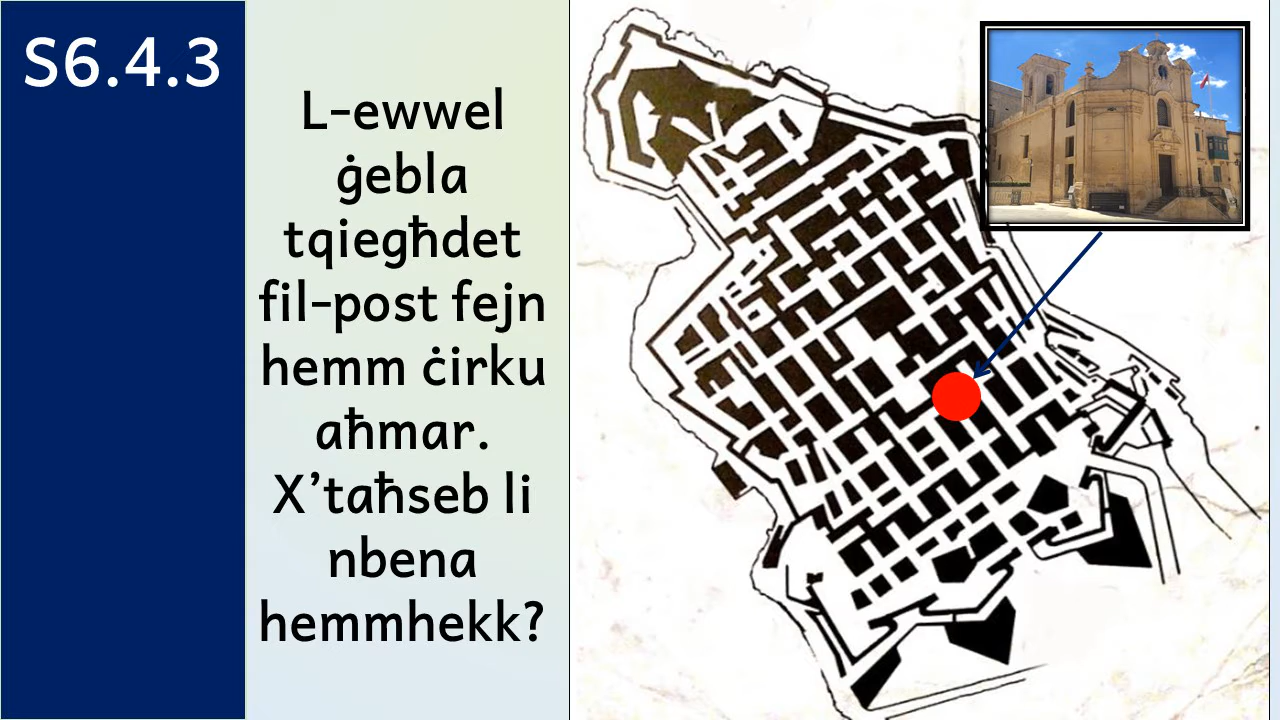 S6.4.3
L-ewwel
ġebla
tqiegħdet
fil-post fejn
hemm ċirku
aħmar.
X’taħseb li
nbena
hemmhekk?